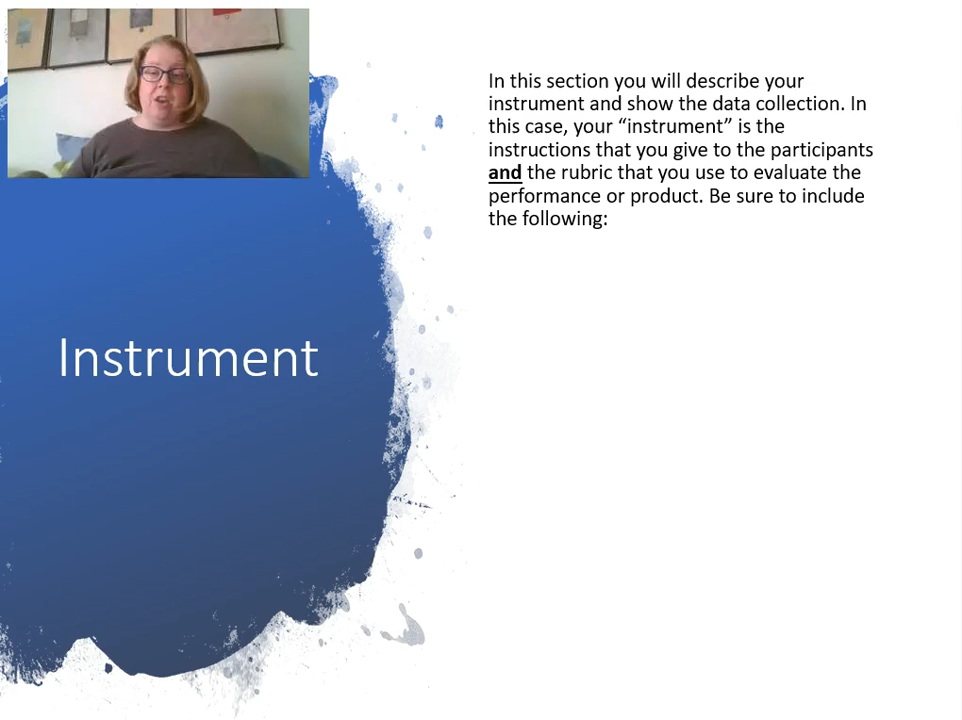 In this section you will describe your
instrument and show the data collection. In
this case, your “instrument” is the
instructions that you give to the participants
and the rubric that you use to evaluate the
performance or product. Be sure to include
the following:
Instrument